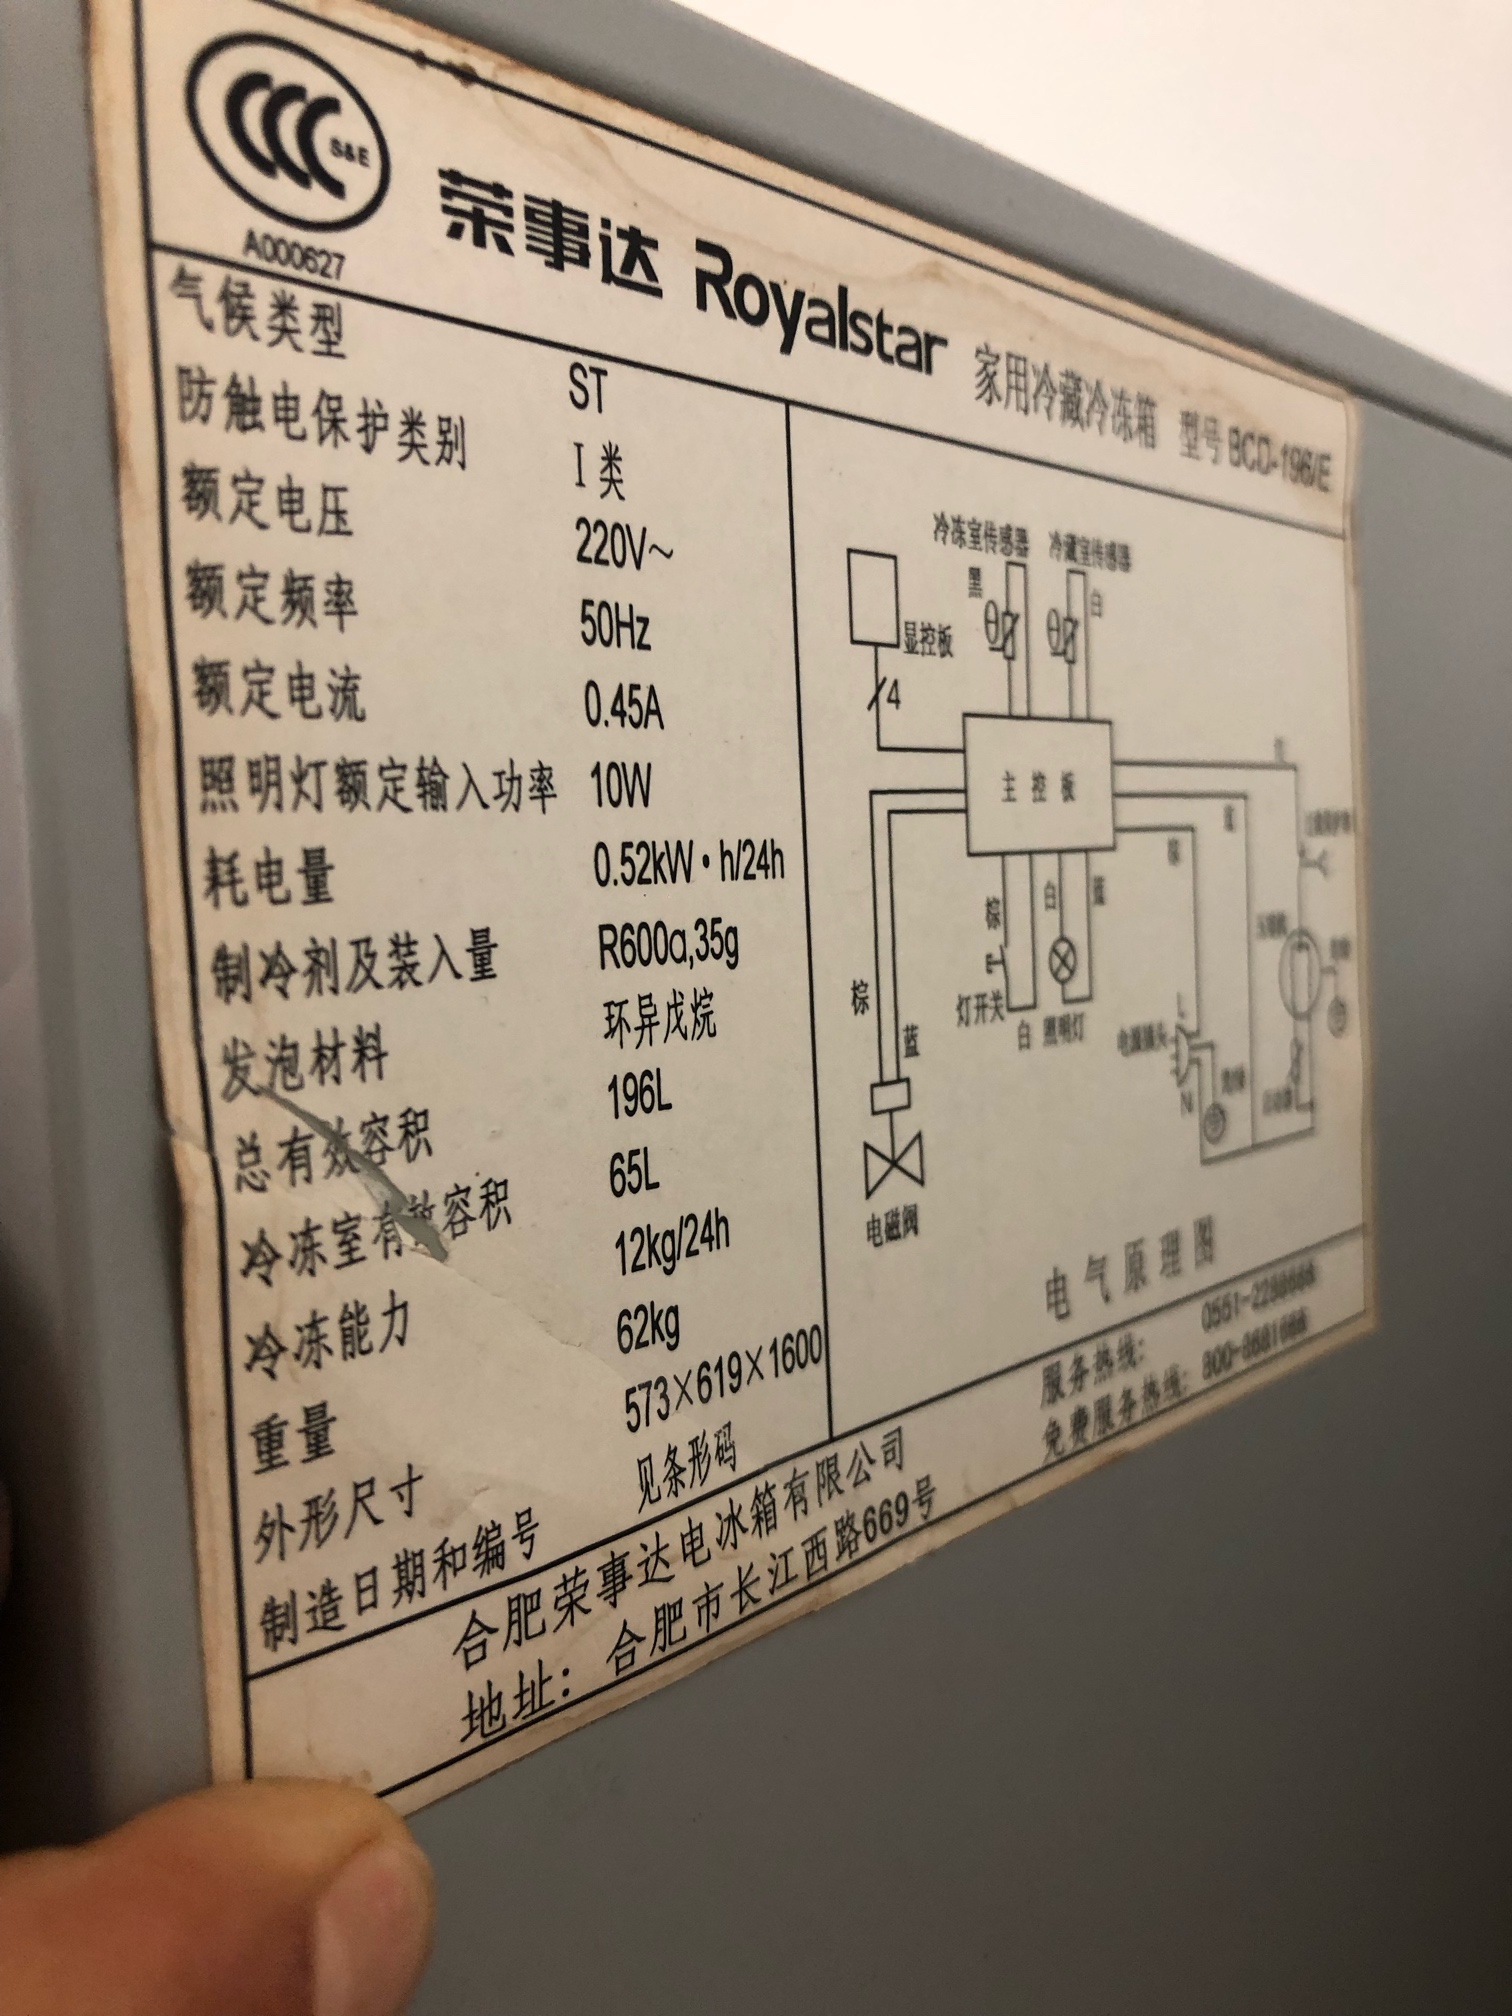 S&E
A000627
荣事达 Royalstar 家用冷藏冷冻箱 型号 BCD-196/E
气候类型 ST
防触电保护类别 I 类
额定电压 220V~
额定频率 50Hz
额定电流 0.45A
照明灯额定输入功率 10W
耗电量 0.52kW·h/24h
制冷剂及装入量 R600a,35g
发泡材料 环异戊烷
总有效容积 196L
冷冻室有效容积 65L
冷冻能力 12kg/24h
重量 62kg
外形尺寸 573×619×1600
制造日期和编号 见条形码
冷冻室传感器 冷藏室传感器
黑 白
θ θ
显控板
4
主 控 板
棕 白 蓝 棕
棕 蓝
灯开关 白 照明灯
电源插头 L N
电磁阀
电 气 原 理 图
合肥荣事达电冰箱有限公司
地址: 合肥市长江西路669号
服务热线:
免费服务热线: